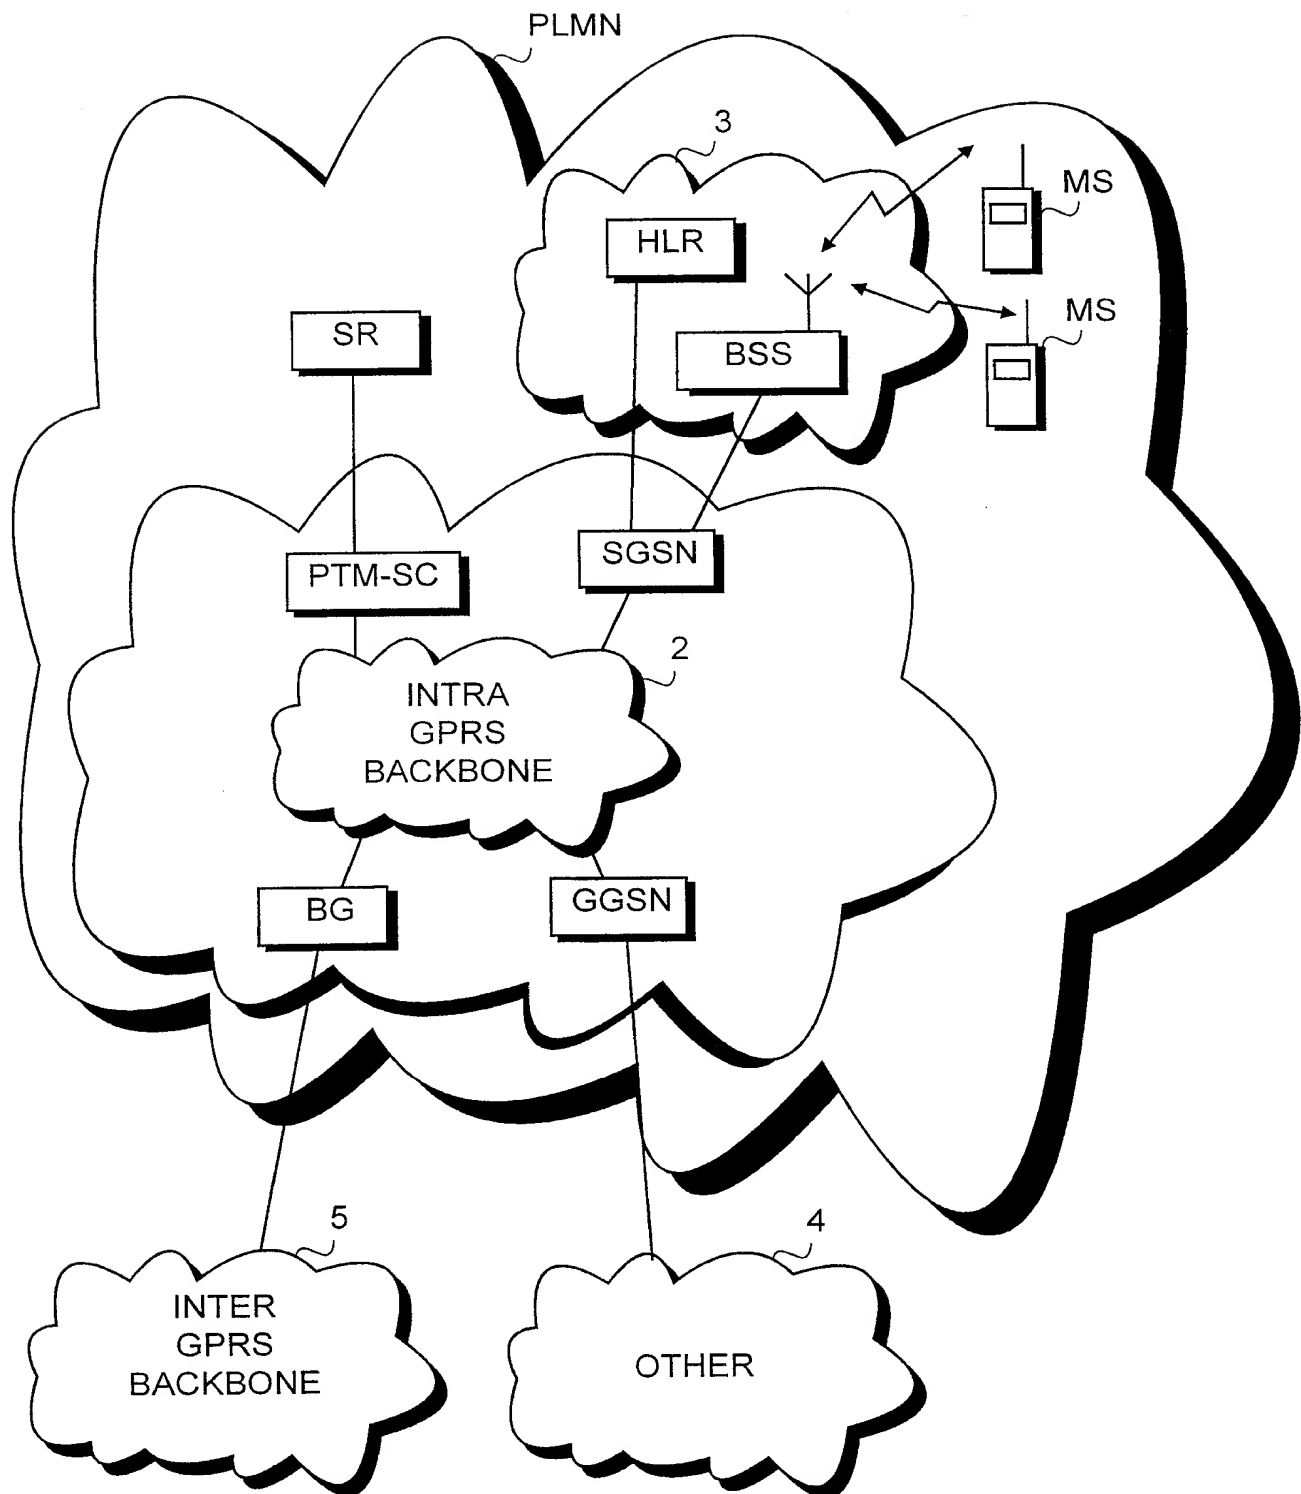 PLMN
3
MS
HLR
MS
SR
BSS
SGSN
PTM-SC
2
INTRA
GPRS
BACKBONE
BG
GGSN
5
4
INTER
GPRS
BACKBONE
OTHER